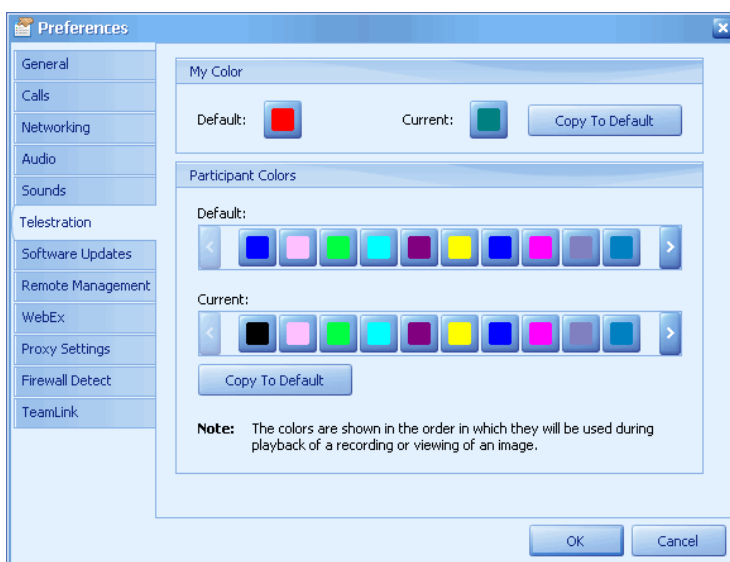 Preferences
General
Calls
Networking
Audio
Sounds
Telestration
Software Updates
Remote Management
WebEx
Proxy Settings
Firewall Detect
TeamLink
My Color
Default: Current: Copy To Default
Participant Colors
Default:
Current:
Copy To Default
Note: The colors are shown in the order in which they will be used during
playback of a recording or viewing of an image.
OK Cancel